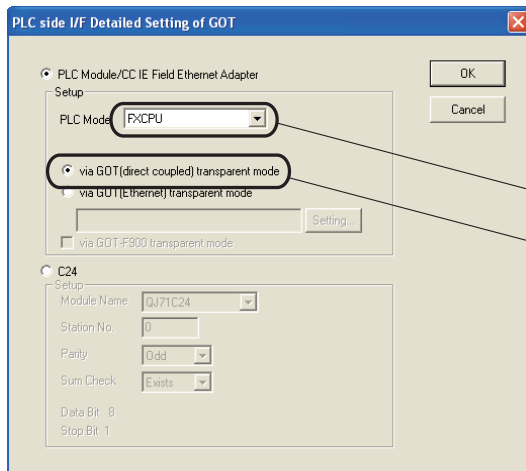 PLC side I/F Detailed Setting of GOT
PLC Module/CC IE Field Ethernet Adapter
OK
Cancel
Setup
PLC Mode
FXCPU
via GOT(direct coupled) transparent mode
via GOT(Ethernet) transparent mode
Setting...
via GOT-F900 transparent mode
C24
Setup
Module Name
QJ71C24
Station No.
0
Parity
Odd
Sum Check
Exists
Data Bit 8
Stop Bit 1